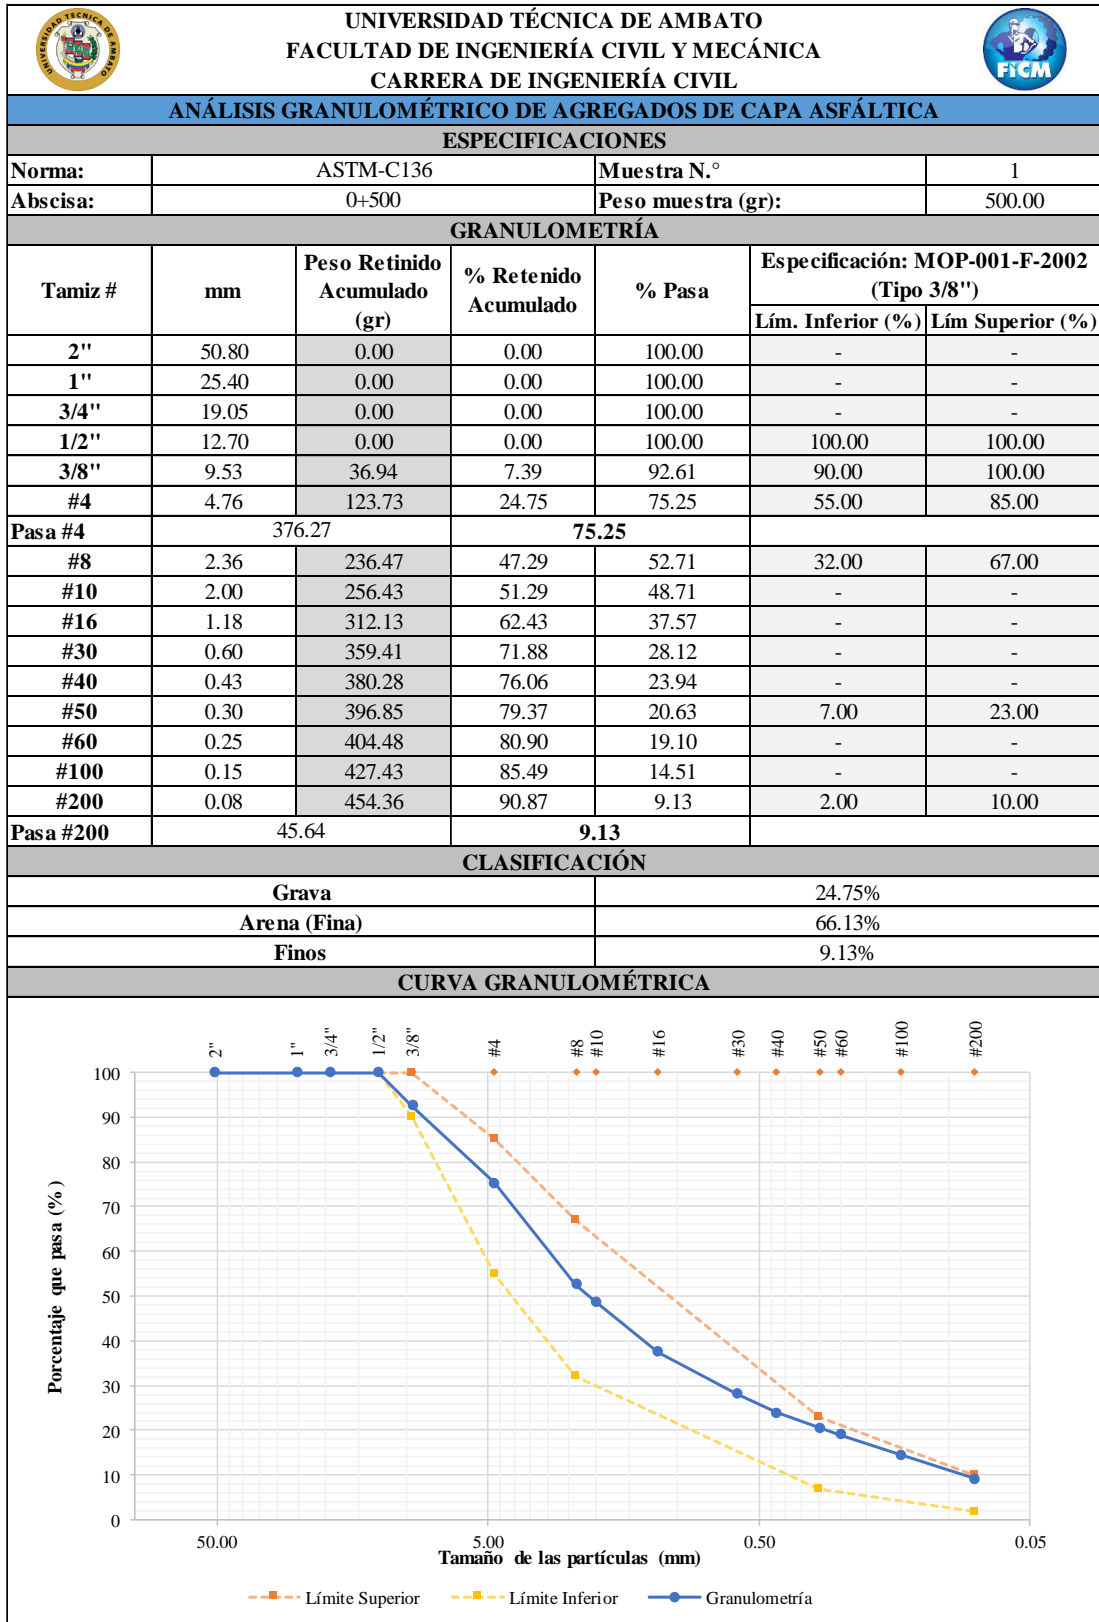 UNIVERSIDAD TÉCNICA DE AMBATO
FACULTAD DE INGENIERÍA CIVIL Y MECÁNICA
CARRERA DE INGENIERÍA CIVIL
UNIVERSIDAD TECNICA DE AMBATO
FICM
ANÁLISIS GRANULOMÉTRICO DE AGREGADOS DE CAPA ASFÁLTICA
ESPECIFICACIONES
Norma: ASTM-C136 Muestra N.° 1
Abscisa: 0+500 Peso muestra (gr): 500.00
GRANULOMETRÍA
Tamiz # mm Peso Retinido Acumulado (gr) % Retenido Acumulado % Pasa Especificación: MOP-001-F-2002 (Tipo 3/8")
Lím. Inferior (%) Lím Superior (%)
2" 50.80 0.00 0.00 100.00 - -
1" 25.40 0.00 0.00 100.00 - -
3/4" 19.05 0.00 0.00 100.00 - -
1/2" 12.70 0.00 0.00 100.00 100.00 100.00
3/8" 9.53 36.94 7.39 92.61 90.00 100.00
#4 4.76 123.73 24.75 75.25 55.00 85.00
Pasa #4 376.27 75.25
#8 2.36 236.47 47.29 52.71 32.00 67.00
#10 2.00 256.43 51.29 48.71 - -
#16 1.18 312.13 62.43 37.57 - -
#30 0.60 359.41 71.88 28.12 - -
#40 0.43 380.28 76.06 23.94 - -
#50 0.30 396.85 79.37 20.63 7.00 23.00
#60 0.25 404.48 80.90 19.10 - -
#100 0.15 427.43 85.49 14.51 - -
#200 0.08 454.36 90.87 9.13 2.00 10.00
Pasa #200 45.64 9.13
CLASIFICACIÓN
Grava 24.75%
Arena (Fina) 66.13%
Finos 9.13%
CURVA GRANULOMÉTRICA
2" 1" 3/4" 1/2" 3/8" #4 #8 #10 #16 #30 #40 #50 #60 #100 #200
100
90
80
70
60
50
40
30
20
10
0
Porcentaje que pasa (%)
50.00 5.00 0.50 0.05
Tamaño de las partículas (mm)
Límite Superior Límite Inferior Granulometría